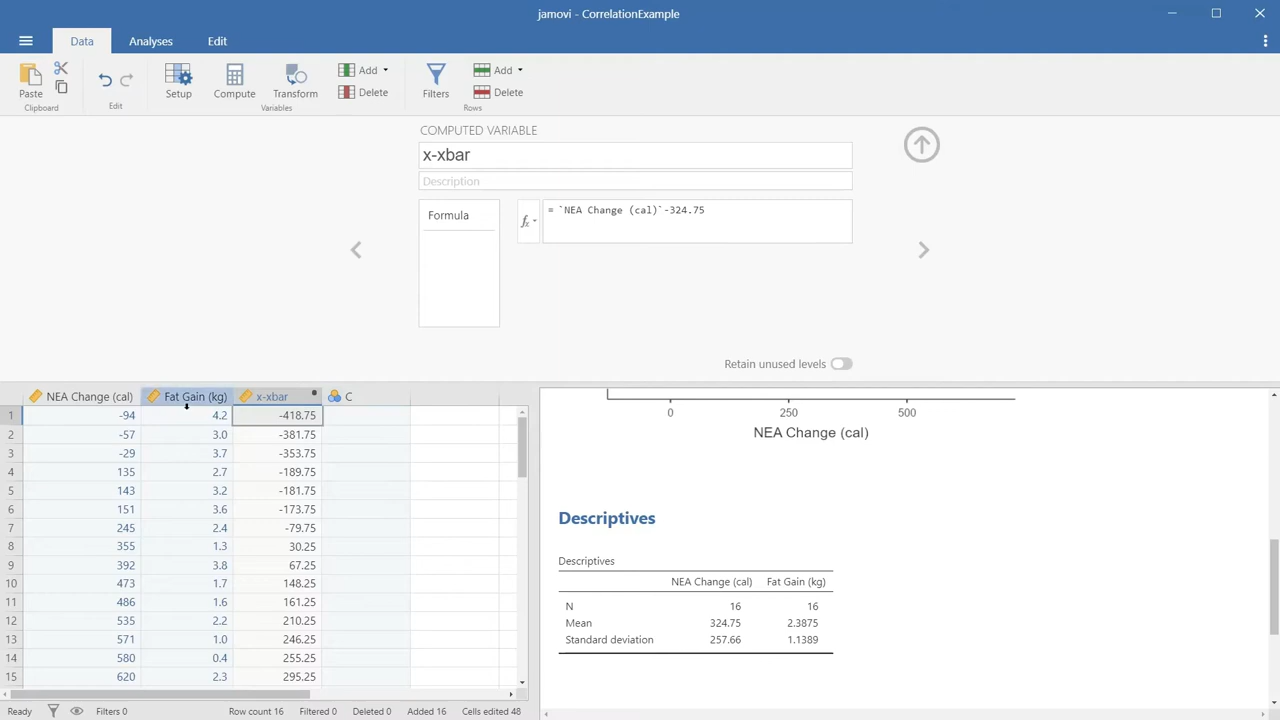 jamovi - CorrelationExample
Data Analyses Edit
Paste
Clipboard
Edit
Setup Compute Transform Add Delete
Variables
Filters Add Delete
Rows
COMPUTED VARIABLE
x-xbar
Description
Formula
fx = `NEA Change (cal)`-324.75
Retain unused levels
NEA Change (cal) Fat Gain (kg) x-xbar C
1 -94 4.2 -418.75
2 -57 3.0 -381.75
3 -29 3.7 -353.75
4 135 2.7 -189.75
5 143 3.2 -181.75
6 151 3.6 -173.75
7 245 2.4 -79.75
8 355 1.3 30.25
9 392 3.8 67.25
10 473 1.7 148.25
11 486 1.6 161.25
12 535 2.2 210.25
13 571 1.0 246.25
14 580 0.4 255.25
15 620 2.3 295.25
0 250 500
NEA Change (cal)
Descriptives
Descriptives
NEA Change (cal) Fat Gain (kg)
N 16 16
Mean 324.75 2.3875
Standard deviation 257.66 1.1389
Ready Filters 0 Row count 16 Filtered 0 Deleted 0 Added 16 Cells edited 48